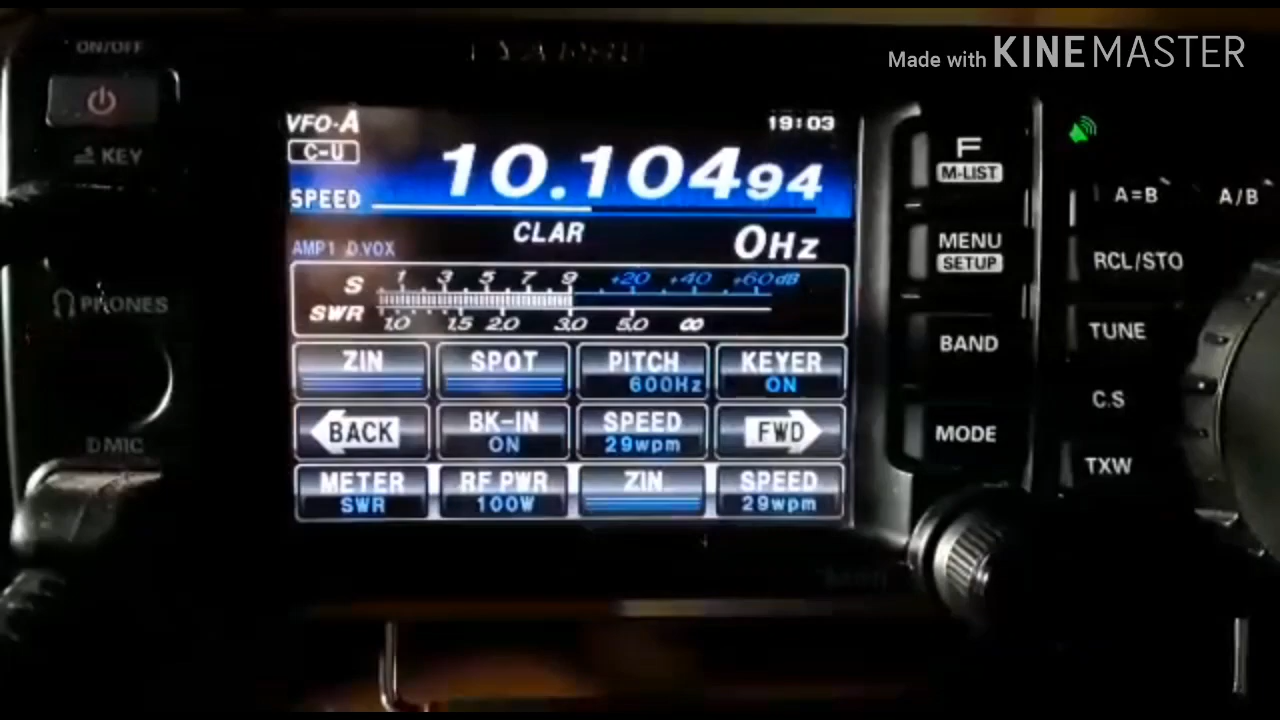 ON/OFF
Made with KINEMASTER
VFO-A
19:03
C-U
10.10494
SPEED
KEY
CLAR
0Hz
AMP1 D.VOX
S 1 3 5 7 9 +20 +40 +60dB
SWR 1.0 1.5 2.0 3.0 5.0 ∞
PHONES
ZIN SPOT PITCH KEYER
600Hz ON
BACK BK-IN SPEED FWD
ON 29wpm
D MIC
METER RF PWR ZIN SPEED
SWR 100W 29wpm
F
M-LIST
MENU
SETUP
BAND
MODE
A=B A/B
RCL/STO
TUNE
C.S
TXW